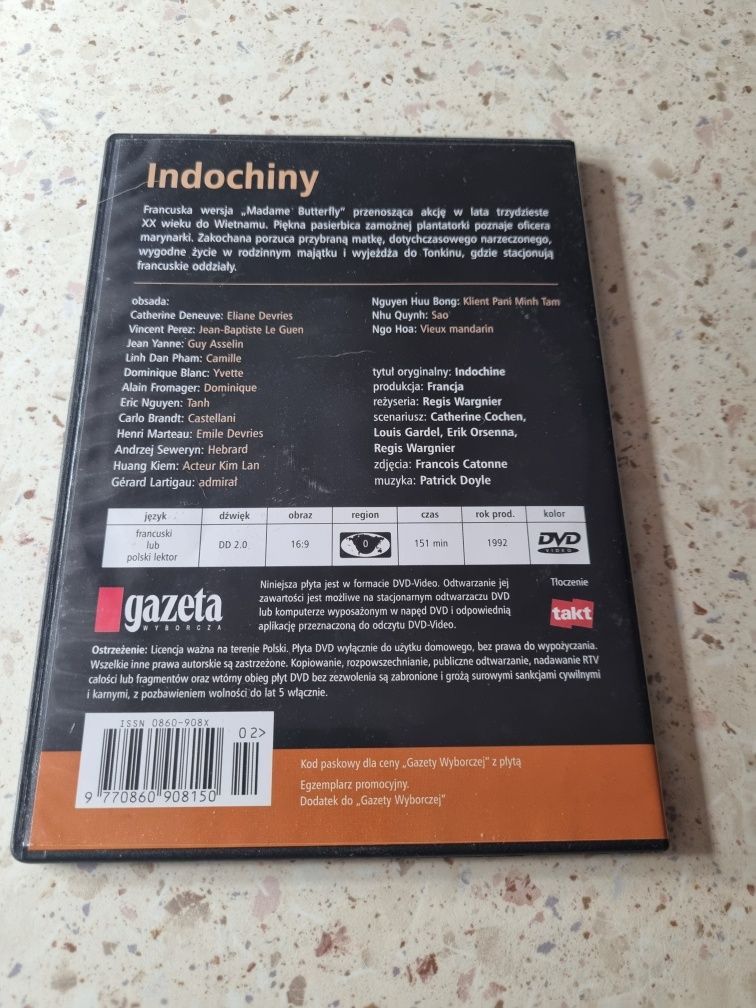 Indochiny
Francuska wersja „Madame Butterfly” przenosząca akcję w lata trzydzieste
XX wieku do Wietnamu. Piękna pasierbica zamożnej plantatorki poznaje oficera
marynarki. Zakochana porzuca przybraną matkę, dotychczasowego narzeczonego,
wygodne życie w rodzinnym majątku i wyjeżdża do Tonkinu, gdzie stacjonują
francuskie oddziały.
obsada:
Catherine Deneuve: Eliane Devries
Vincent Perez: Jean-Baptiste Le Guen
Jean Yanne: Guy Asselin
Linh Dan Pham: Camille
Dominique Blanc: Yvette
Alain Fromager: Dominique
Eric Nguyen: Tanh
Carlo Brandt: Castellani
Henri Marteau: Emile Devries
Andrzej Seweryn: Hebrard
Huang Kiem: Acteur Kim Lan
Gérard Lartigau: admirał
Nguyen Huu Bong: Klient Pani Minh Tam
Nhu Quynh: Sao
Ngo Hoa: Vieux mandarin
tytuł oryginalny: Indochine
produkcja: Francja
reżyseria: Regis Wargnier
scenariusz: Catherine Cochen,
Louis Gardel, Erik Orsenna,
Regis Wargnier
zdjęcia: Francois Catonne
muzyka: Patrick Doyle
język dźwięk obraz region czas rok prod. kolor
francuski
lub
polski lektor
DD 2.0 16:9 0 151 min 1992 DVD
VIDEO
gazeta
WYBORCZA
Niniejsza płyta jest w formacie DVD-Video. Odtwarzanie jej
zawartości jest możliwe na stacjonarnym odtwarzaczu DVD
lub komputerze wyposażonym w napęd DVD i odpowiednią
aplikację przeznaczoną do odczytu DVD-Video.
Tłoczenie
takt
Ostrzeżenie: Licencja ważna na terenie Polski. Płyta DVD wyłącznie do użytku domowego, bez prawa do wypożyczania.
Wszelkie inne prawa autorskie są zastrzeżone. Kopiowanie, rozpowszechnianie, publiczne odtwarzanie, nadawanie RTV
całości lub fragmentów oraz wtórny obieg płyt DVD bez zezwolenia są zabronione i grożą surowymi sankcjami cywilnymi
i karnymi, z pozbawieniem wolności do lat 5 włącznie.
ISSN 0860-908X
02>
9 770860 908150
Kod paskowy dla ceny „Gazety Wyborczej” z płytą
Egzemplarz promocyjny.
Dodatek do „Gazety Wyborczej”